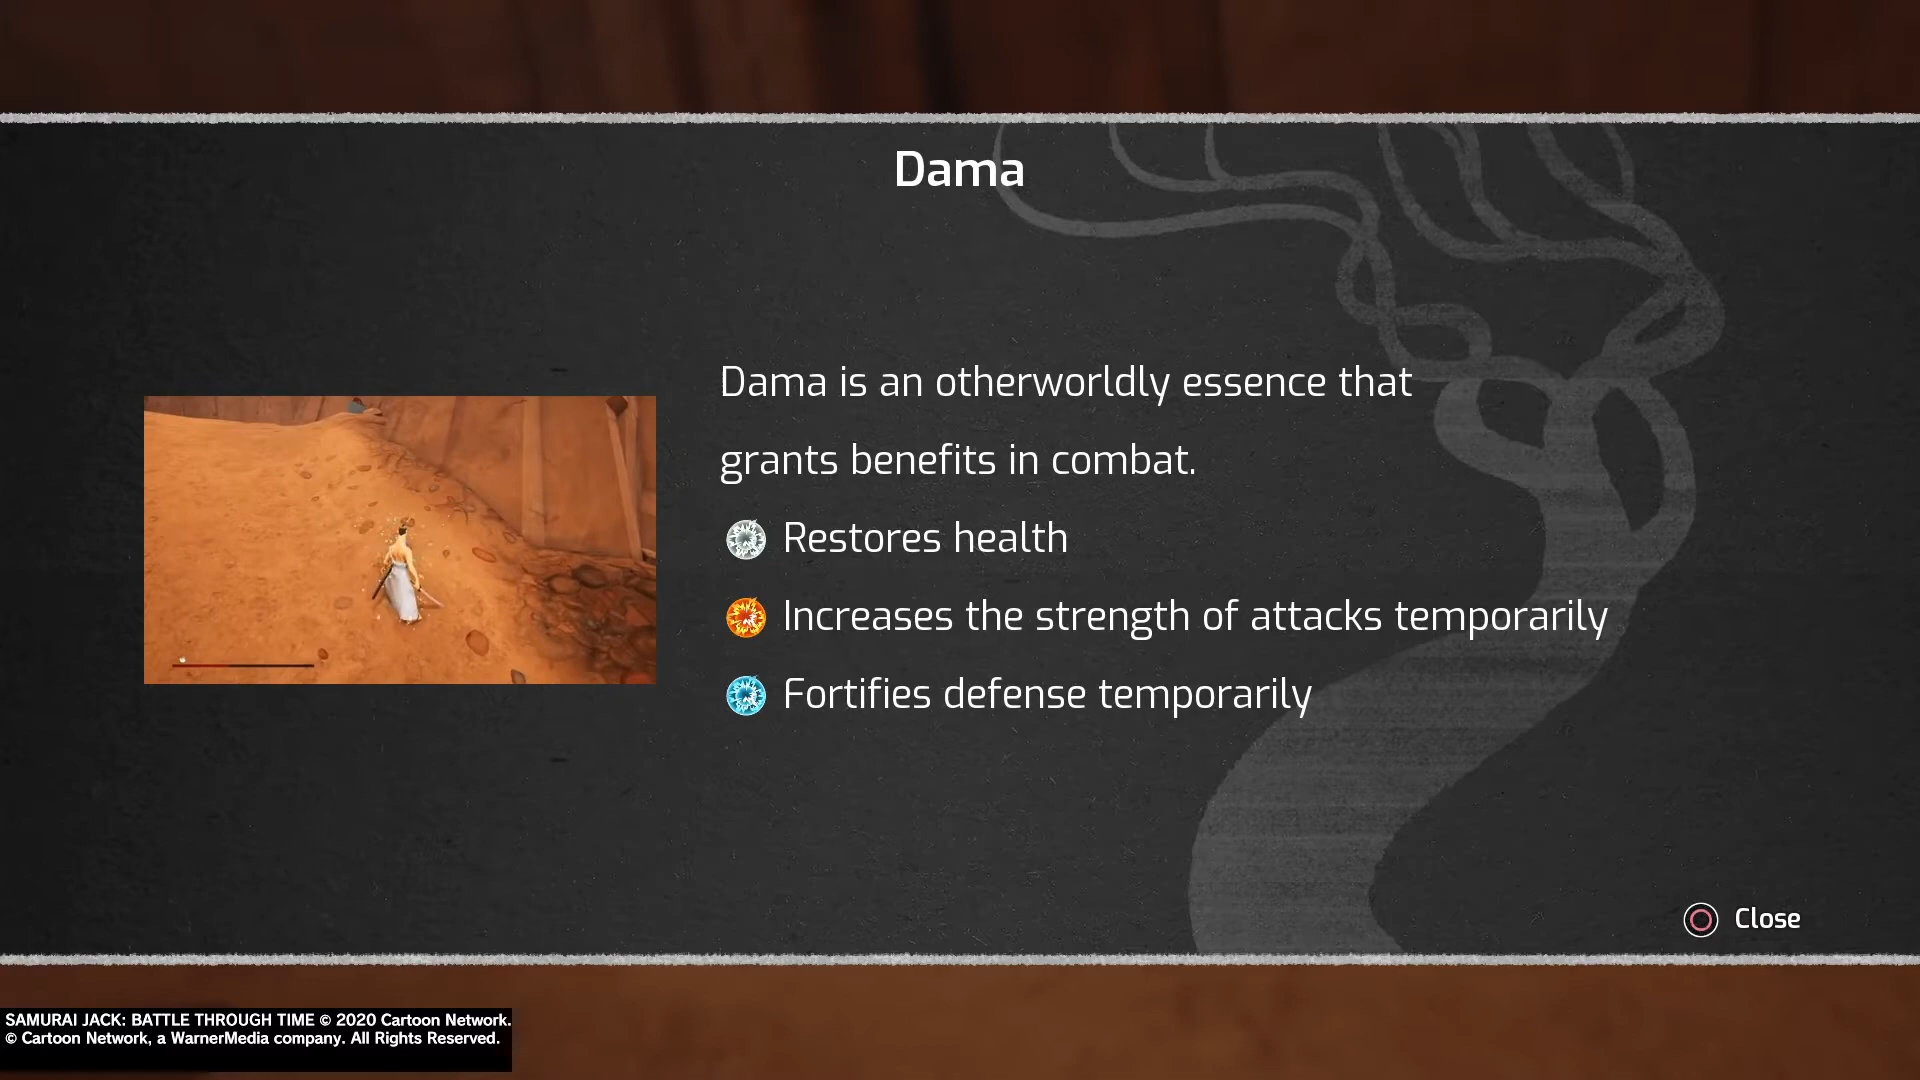 Dama
Dama is an otherworldly essence that
grants benefits in combat.
Restores health
Increases the strength of attacks temporarily
Fortifies defense temporarily
Close
SAMURAI JACK: BATTLE THROUGH TIME © 2020 Cartoon Network.
© Cartoon Network, a WarnerMedia company. All Rights Reserved.